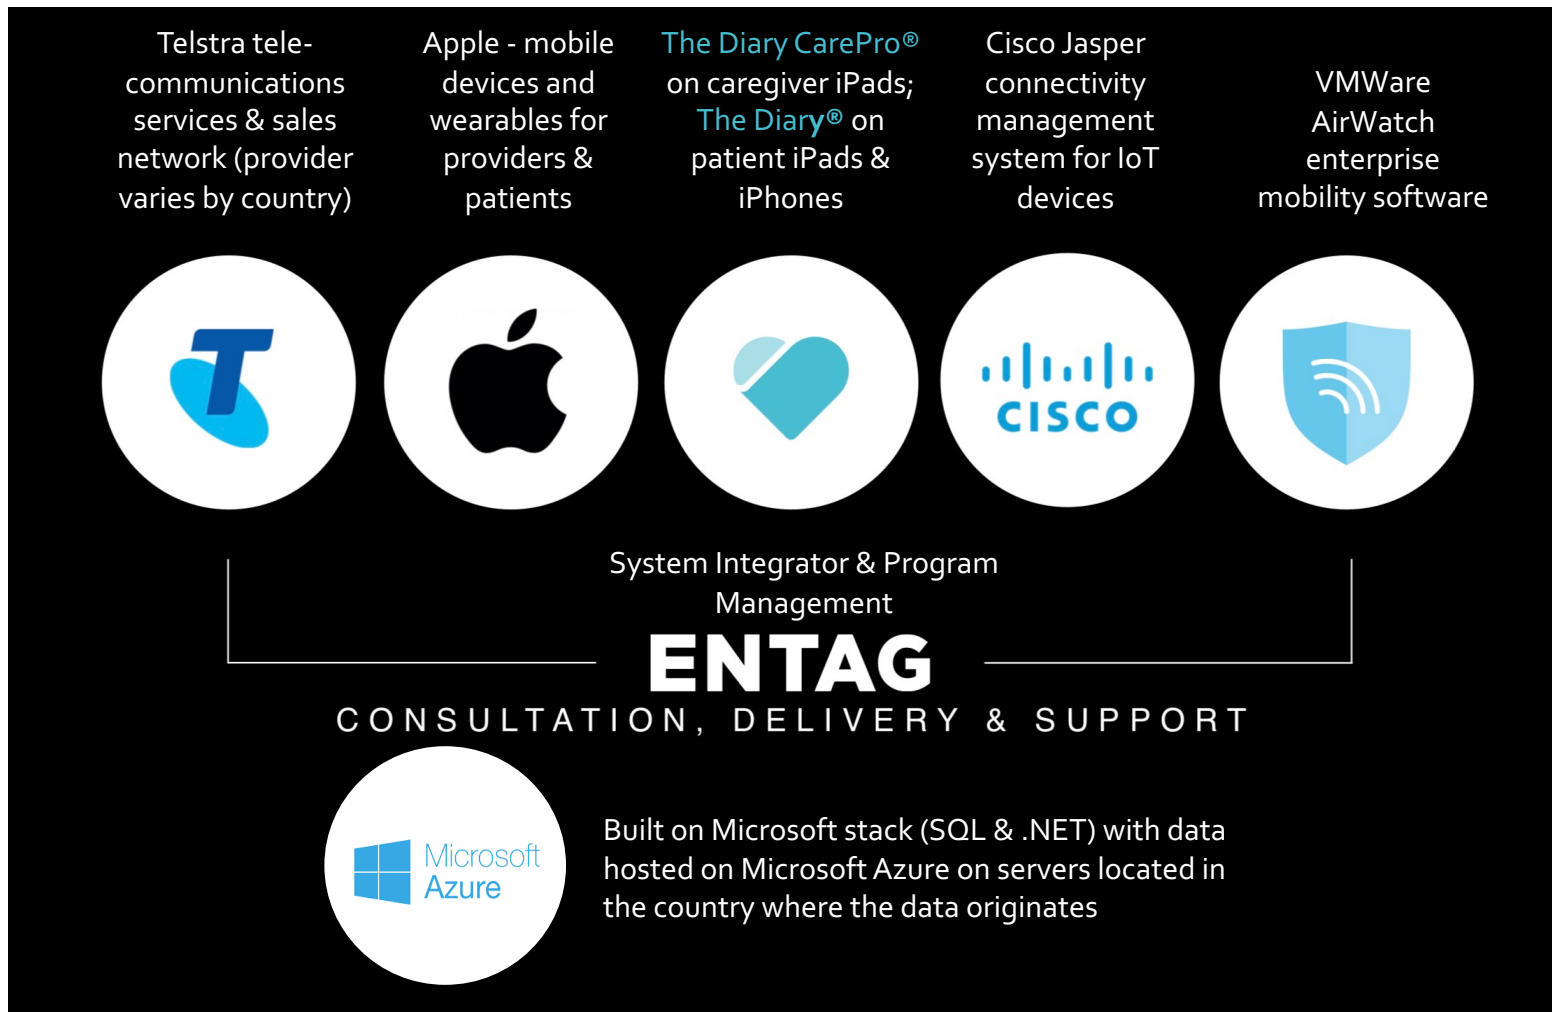 Telstra tele-
communications
services & sales
network (provider
varies by country)
Apple - mobile
devices and
wearables for
providers &
patients
The Diary CarePro®
on caregiver iPads;
The Diary® on
patient iPads &
iPhones
Cisco Jasper
connectivity
management
system for IoT
devices
VMWare
AirWatch
enterprise
mobility software
T
CISCO
System Integrator & Program
Management
ENTAG
CONSULTATION, DELIVERY & SUPPORT
Microsoft
Azure
Built on Microsoft stack (SQL & .NET) with data
hosted on Microsoft Azure on servers located in
the country where the data originates